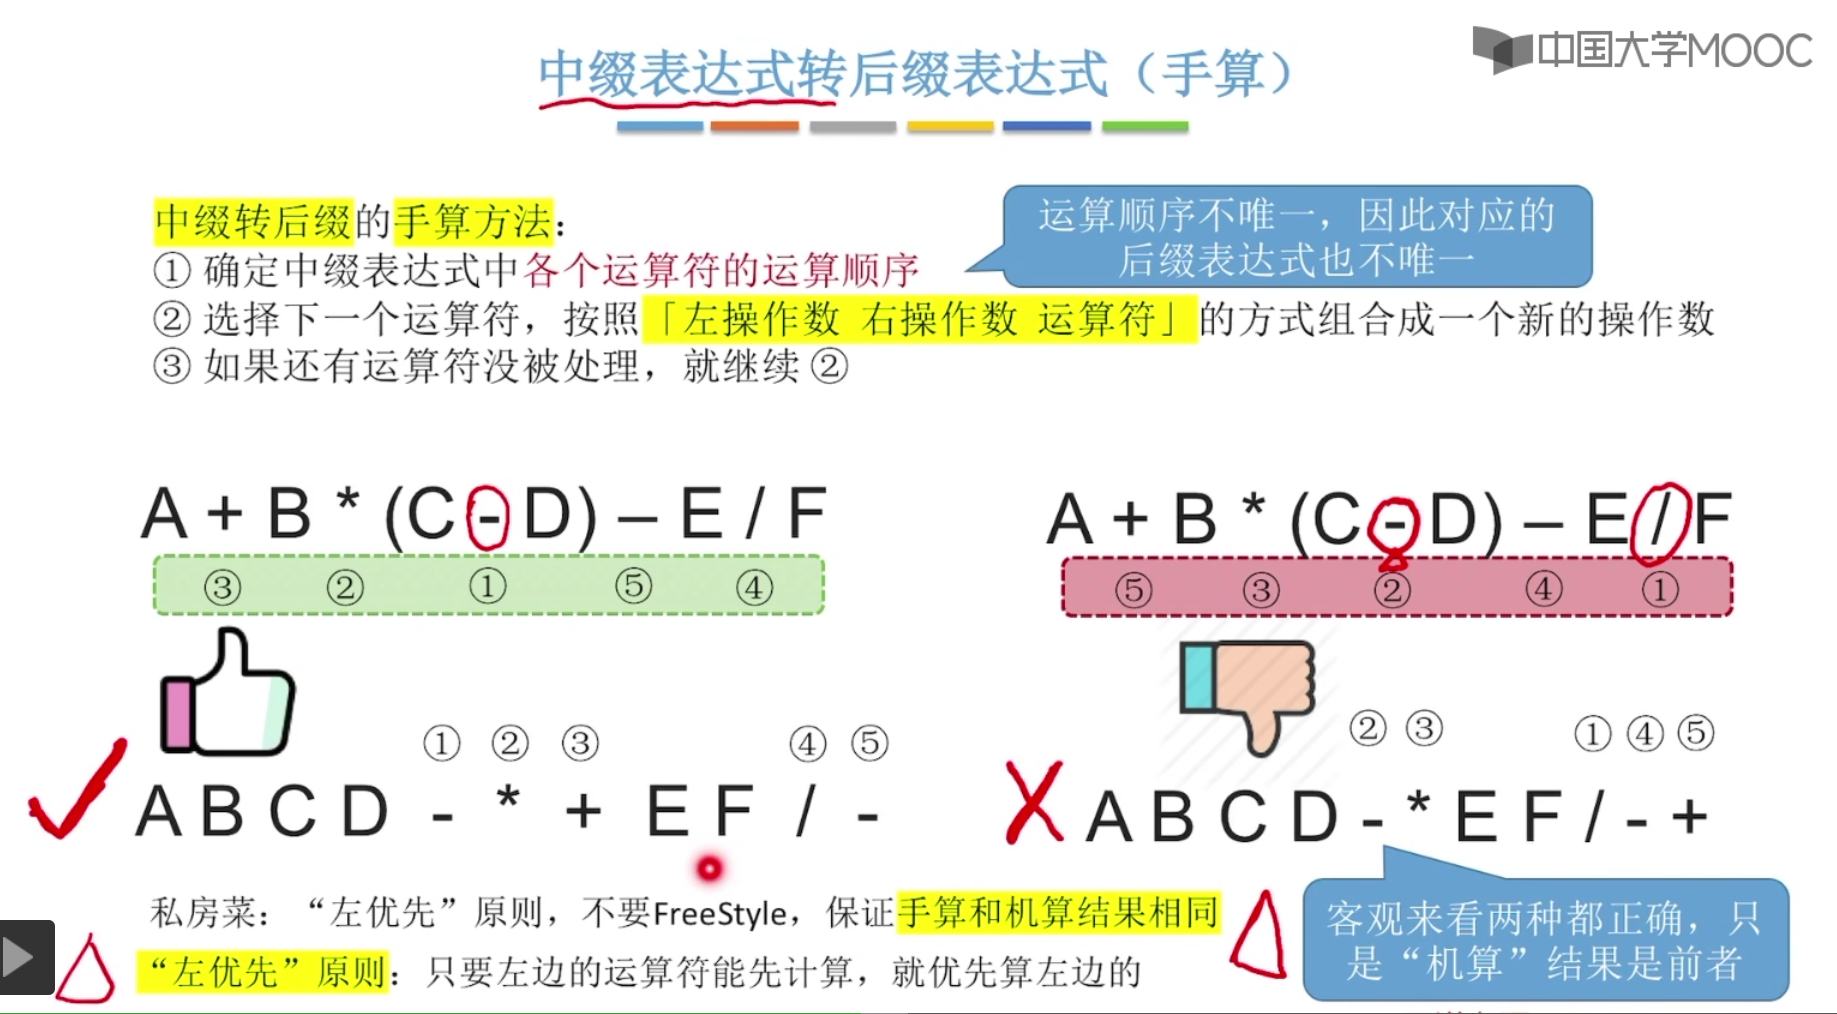 中国大学MOOC
中缀表达式转后缀表达式（手算）
中缀转后缀的手算方法：
① 确定中缀表达式中各个运算符的运算顺序
运算顺序不唯一，因此对应的
后缀表达式也不唯一
② 选择下一个运算符，按照「左操作数 右操作数 运算符」的方式组合成一个新的操作数
③ 如果还有运算符没被处理，就继续 ②
A + B * (C - D) – E / F
③ ② ① ⑤ ④
① ② ③ ④ ⑤
A B C D - * + E F / -
A + B * (C - D) – E / F
⑤ ③ ② ④ ①
② ③ ① ④ ⑤
A B C D - * E F / - +
私房菜：“左优先”原则，不要FreeStyle，保证手算和机算结果相同
“左优先”原则：只要左边的运算符能先计算，就优先算左边的
客观来看两种都正确，只
是“机算”结果是前者